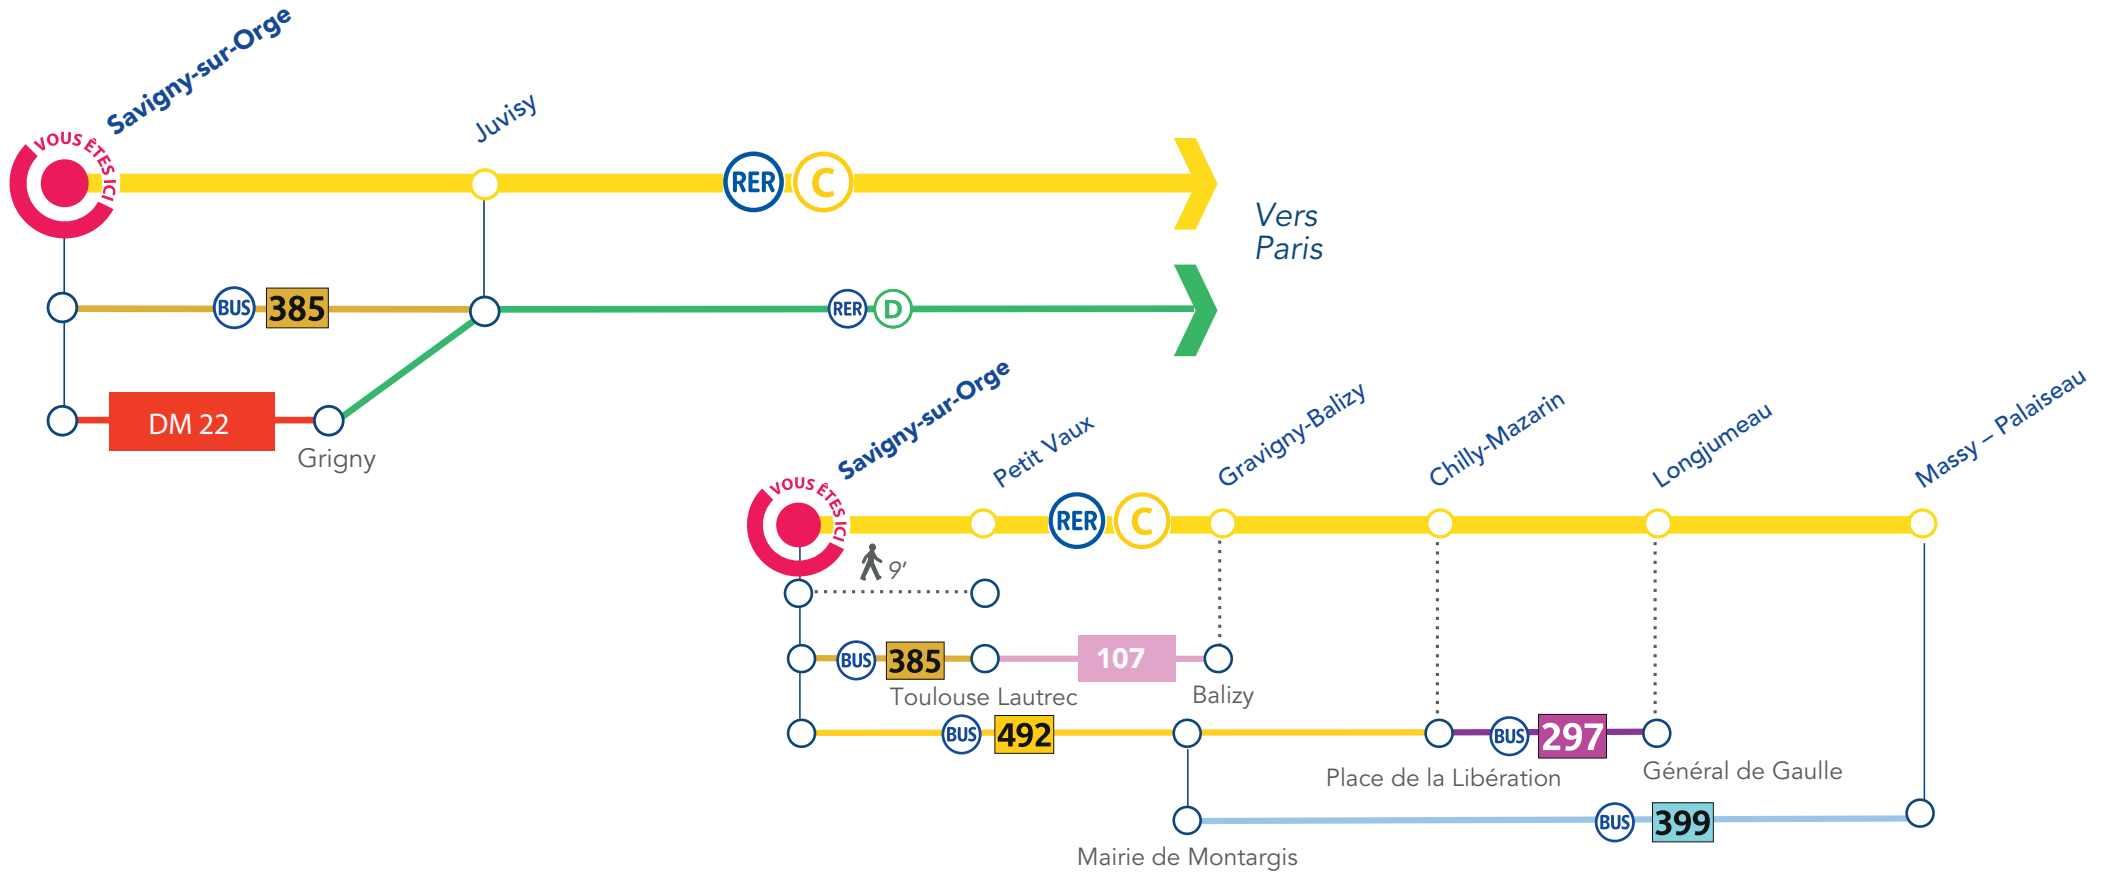 Savigny-sur-Orge
Juvisy
VOUS ÊTES ICI
RER C
Vers
Paris
BUS 385
RER D
DM 22
Grigny
Savigny-sur-Orge
Petit Vaux
Gravigny-Balizy
Chilly-Mazarin
Longjumeau
Massy – Palaiseau
VOUS ÊTES ICI
RER C
9'
BUS 385
107
Toulouse Lautrec
Balizy
BUS 492
BUS 297
Place de la Libération
Général de Gaulle
BUS 399
Mairie de Montargis